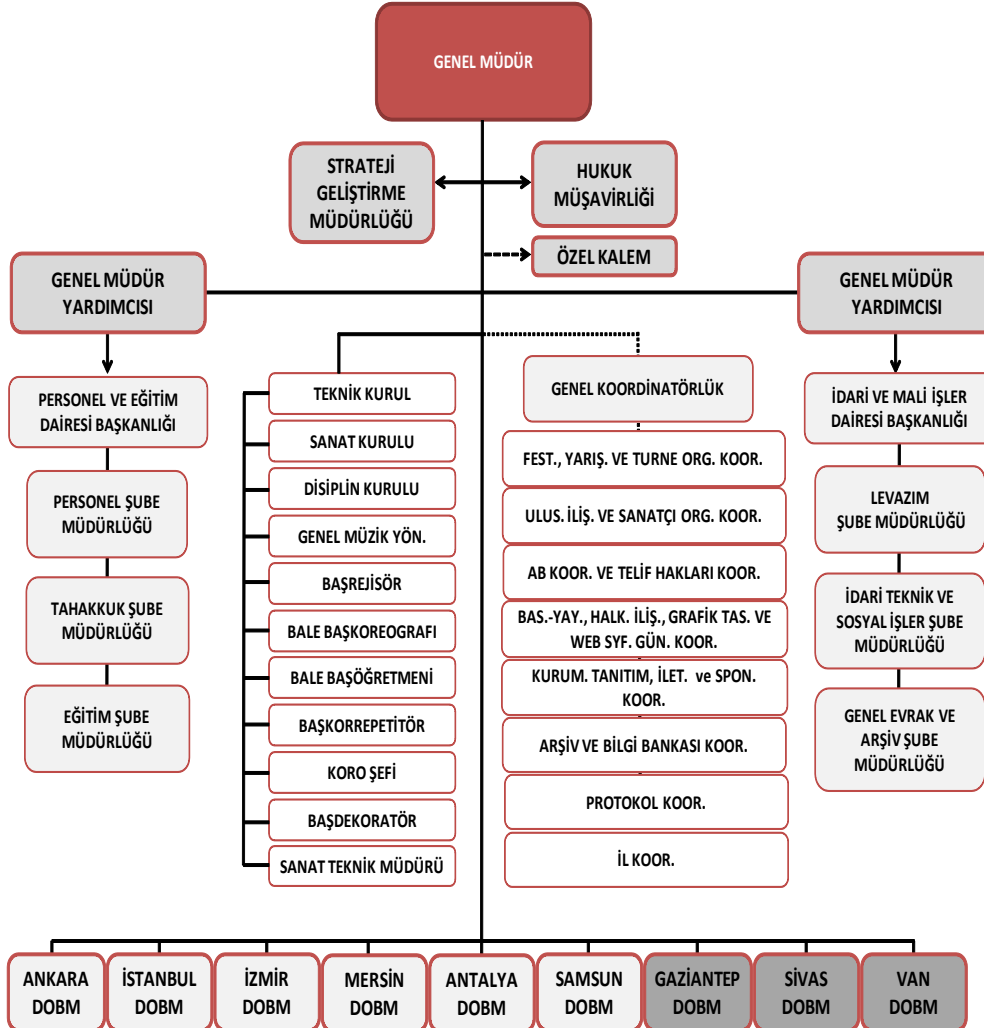 GENEL MÜDÜR
STRATEJİ
GELİŞTİRME
MÜDÜRLÜĞÜ
HUKUK
MÜŞAVİRLİĞİ
ÖZEL KALEM
GENEL MÜDÜR
YARDIMCISI
PERSONEL VE EĞİTİM
DAİRESİ BAŞKANLIĞI
PERSONEL ŞUBE
MÜDÜRLÜĞÜ
TAHAKKUK ŞUBE
MÜDÜRLÜĞÜ
EĞİTİM ŞUBE
MÜDÜRLÜĞÜ
TEKNİK KURUL
SANAT KURULU
DISİPLIN KURULU
GENEL MÜZİK YÖN.
BAŞREJİSÖR
BALE BAŞKOREOGRAFI
BALE BAŞÖĞRETMENİ
BAŞKORREPETİTÖR
KORO ŞEFİ
BAŞDEKORATÖR
SANAT TEKNİK MÜDÜRÜ
GENEL KOORDİNATÖRLÜK
FEST., YARIŞ. VE TURNE ORG. KOOR.
ULUS. İLİŞ. VE SANATÇI ORG. KOOR.
AB KOOR. VE TELİF HAKLARI KOOR.
BAS.-YAY., HALK. İLİŞ., GRAFİK TAS. VE
WEB SYF. GÜN. KOOR.
KURUM. TANITIM, İLET. ve SPON.
KOOR.
ARŞİV VE BİLGİ BANKASI KOOR.
PROTOKOL KOOR.
İL KOOR.
GENEL MÜDÜR
YARDIMCISI
İDARİ VE MALİ İŞLER
DAİRESİ BAŞKANLIĞI
LEVAZIM
ŞUBE MÜDÜRLÜĞÜ
İDARİ TEKNİK VE
SOSYAL İŞLER ŞUBE
MÜDÜRLÜĞÜ
GENEL EVRAK VE
ARŞİV ŞUBE
MÜDÜRLÜĞÜ
ANKARA
DOBM
İSTANBUL
DOBM
İZMİR
DOBM
MERSİN
DOBM
ANTALYA
DOBM
SAMSUN
DOBM
GAZİANTEP
DOBM
SİVAS
DOBM
VAN
DOBM